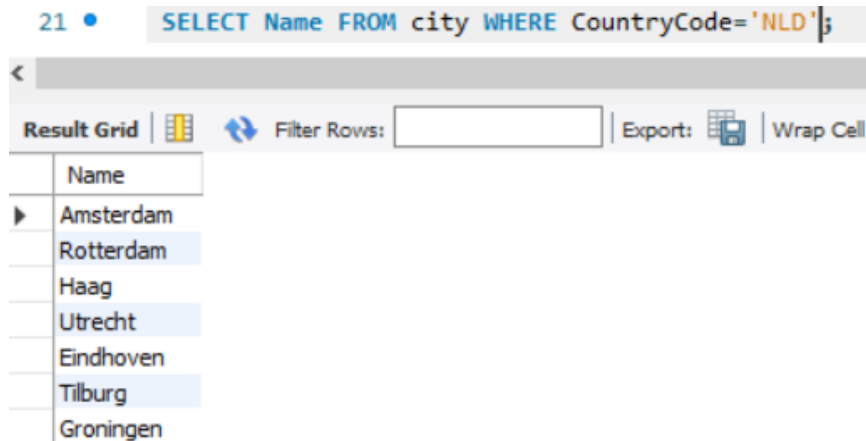 21 SELECT Name FROM city WHERE CountryCode='NLD';
Result Grid Filter Rows: Export: Wrap Cell
Name
Amsterdam
Rotterdam
Haag
Utrecht
Eindhoven
Tilburg
Groningen